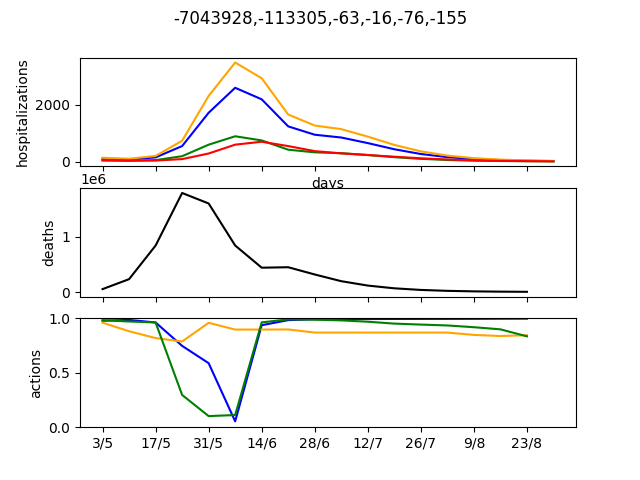 -7043928,-113305,-63,-16,-76,-155
hospitalizations
2000
0
days
1e6
deaths
1
0
actions
1.0
0.5
0.0
3/5 17/5 31/5 14/6 28/6 12/7 26/7 9/8 23/8